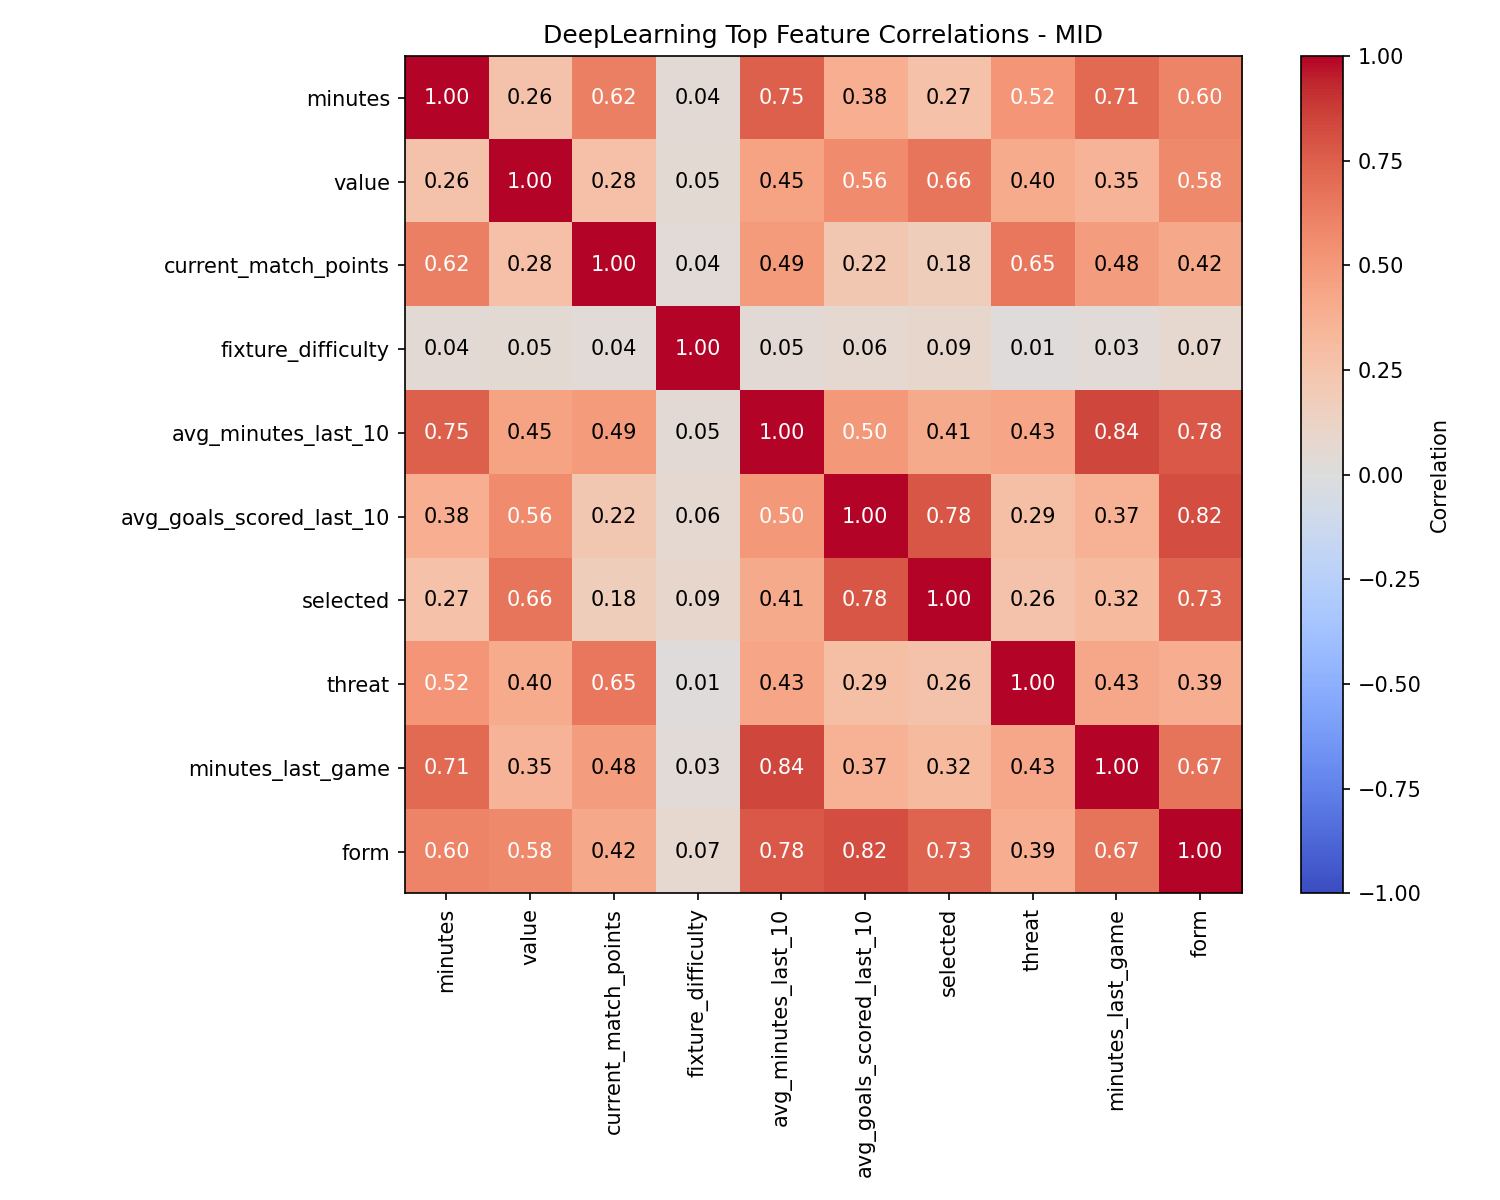 DeepLearning Top Feature Correlations - MID
minutes 1.00 0.26 0.62 0.04 0.75 0.38 0.27 0.52 0.71 0.60
value 0.26 1.00 0.28 0.05 0.45 0.56 0.66 0.40 0.35 0.58
current_match_points 0.62 0.28 1.00 0.04 0.49 0.22 0.18 0.65 0.48 0.42
fixture_difficulty 0.04 0.05 0.04 1.00 0.05 0.06 0.09 0.01 0.03 0.07
avg_minutes_last_10 0.75 0.45 0.49 0.05 1.00 0.50 0.41 0.43 0.84 0.78
avg_goals_scored_last_10 0.38 0.56 0.22 0.06 0.50 1.00 0.78 0.29 0.37 0.82
selected 0.27 0.66 0.18 0.09 0.41 0.78 1.00 0.26 0.32 0.73
threat 0.52 0.40 0.65 0.01 0.43 0.29 0.26 1.00 0.43 0.39
minutes_last_game 0.71 0.35 0.48 0.03 0.84 0.37 0.32 0.43 1.00 0.67
form 0.60 0.58 0.42 0.07 0.78 0.82 0.73 0.39 0.67 1.00
minutes
value
current_match_points
fixture_difficulty
avg_minutes_last_10
avg_goals_scored_last_10
selected
threat
minutes_last_game
form
1.00
0.75
0.50
0.25
0.00
−0.25
−0.50
−0.75
−1.00
Correlation